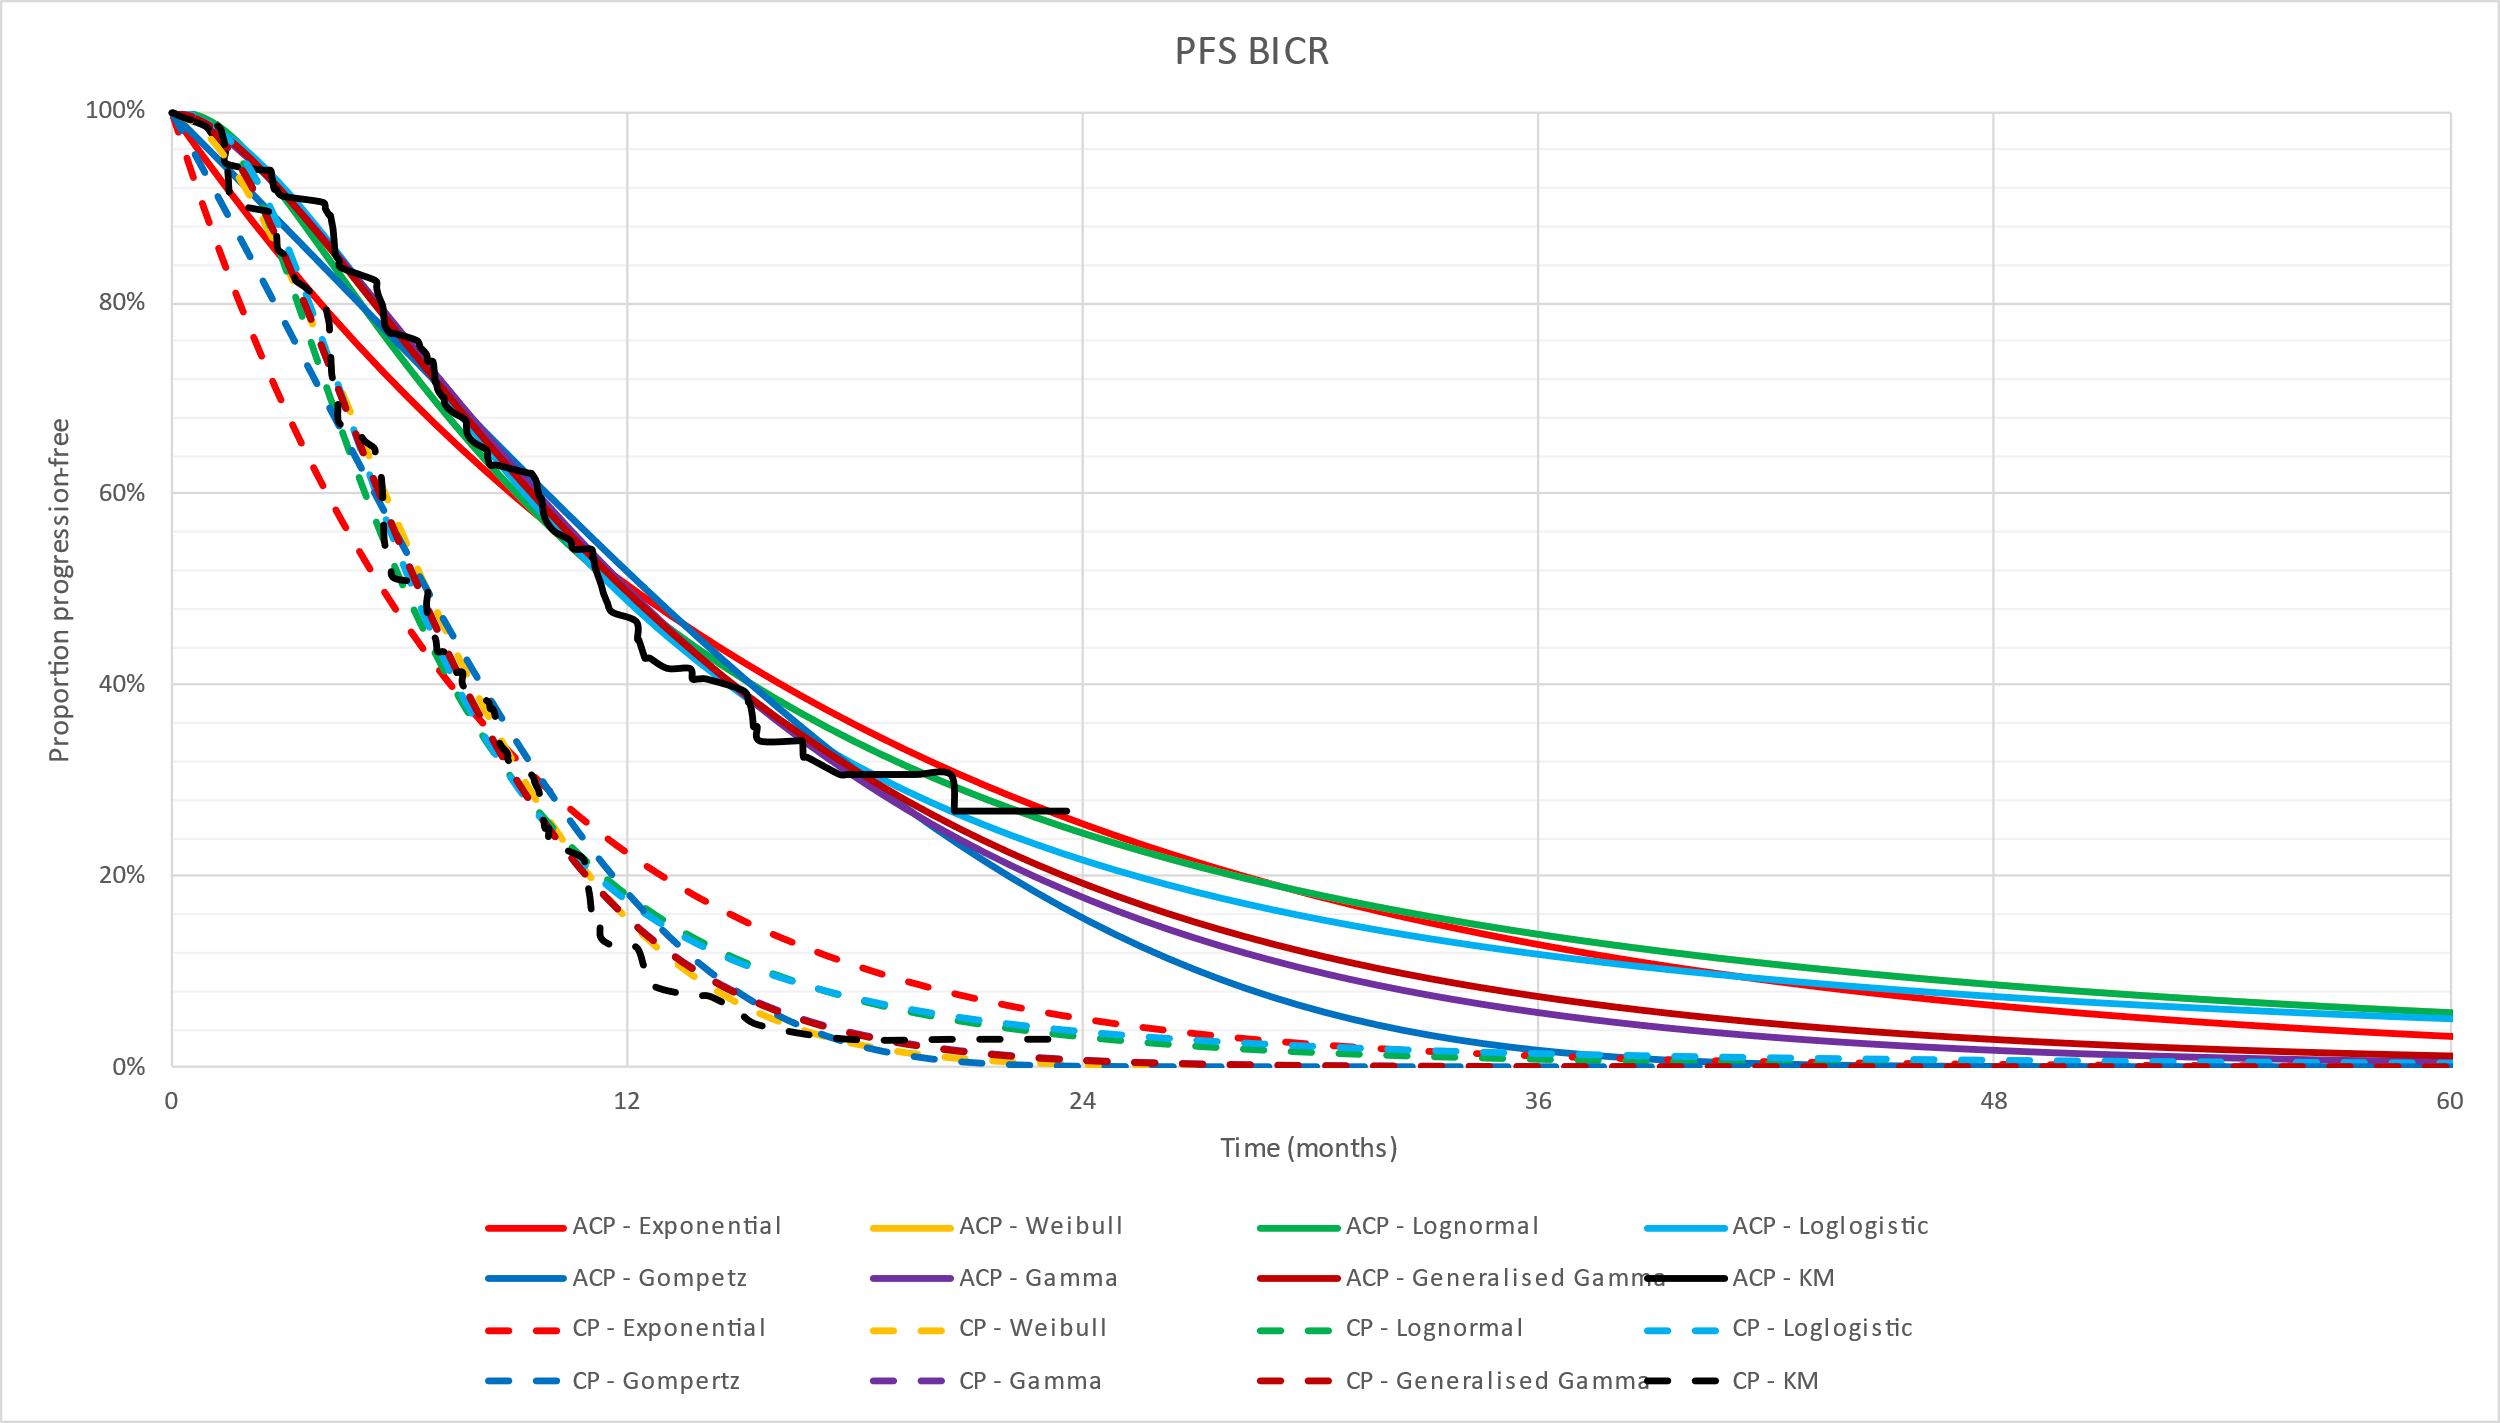 PFS BICR
100%
80%
60%
40%
20%
0%
Proportion progression-free
0 12 24 36 48 60
Time (months)
ACP - Exponential ACP - Weibull ACP - Lognormal ACP - Loglogistic
ACP - Gompetz ACP - Gamma ACP - Generalised Gamma ACP - KM
CP - Exponential CP - Weibull CP - Lognormal CP - Loglogistic
CP - Gompertz CP - Gamma CP - Generalised Gamma CP - KM